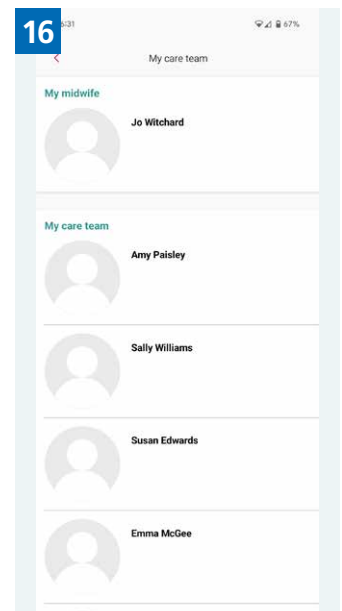 16
67%
My care team
My midwife
Jo Witchard
My care team
Amy Paisley
Sally Williams
Susan Edwards
Emma McGee